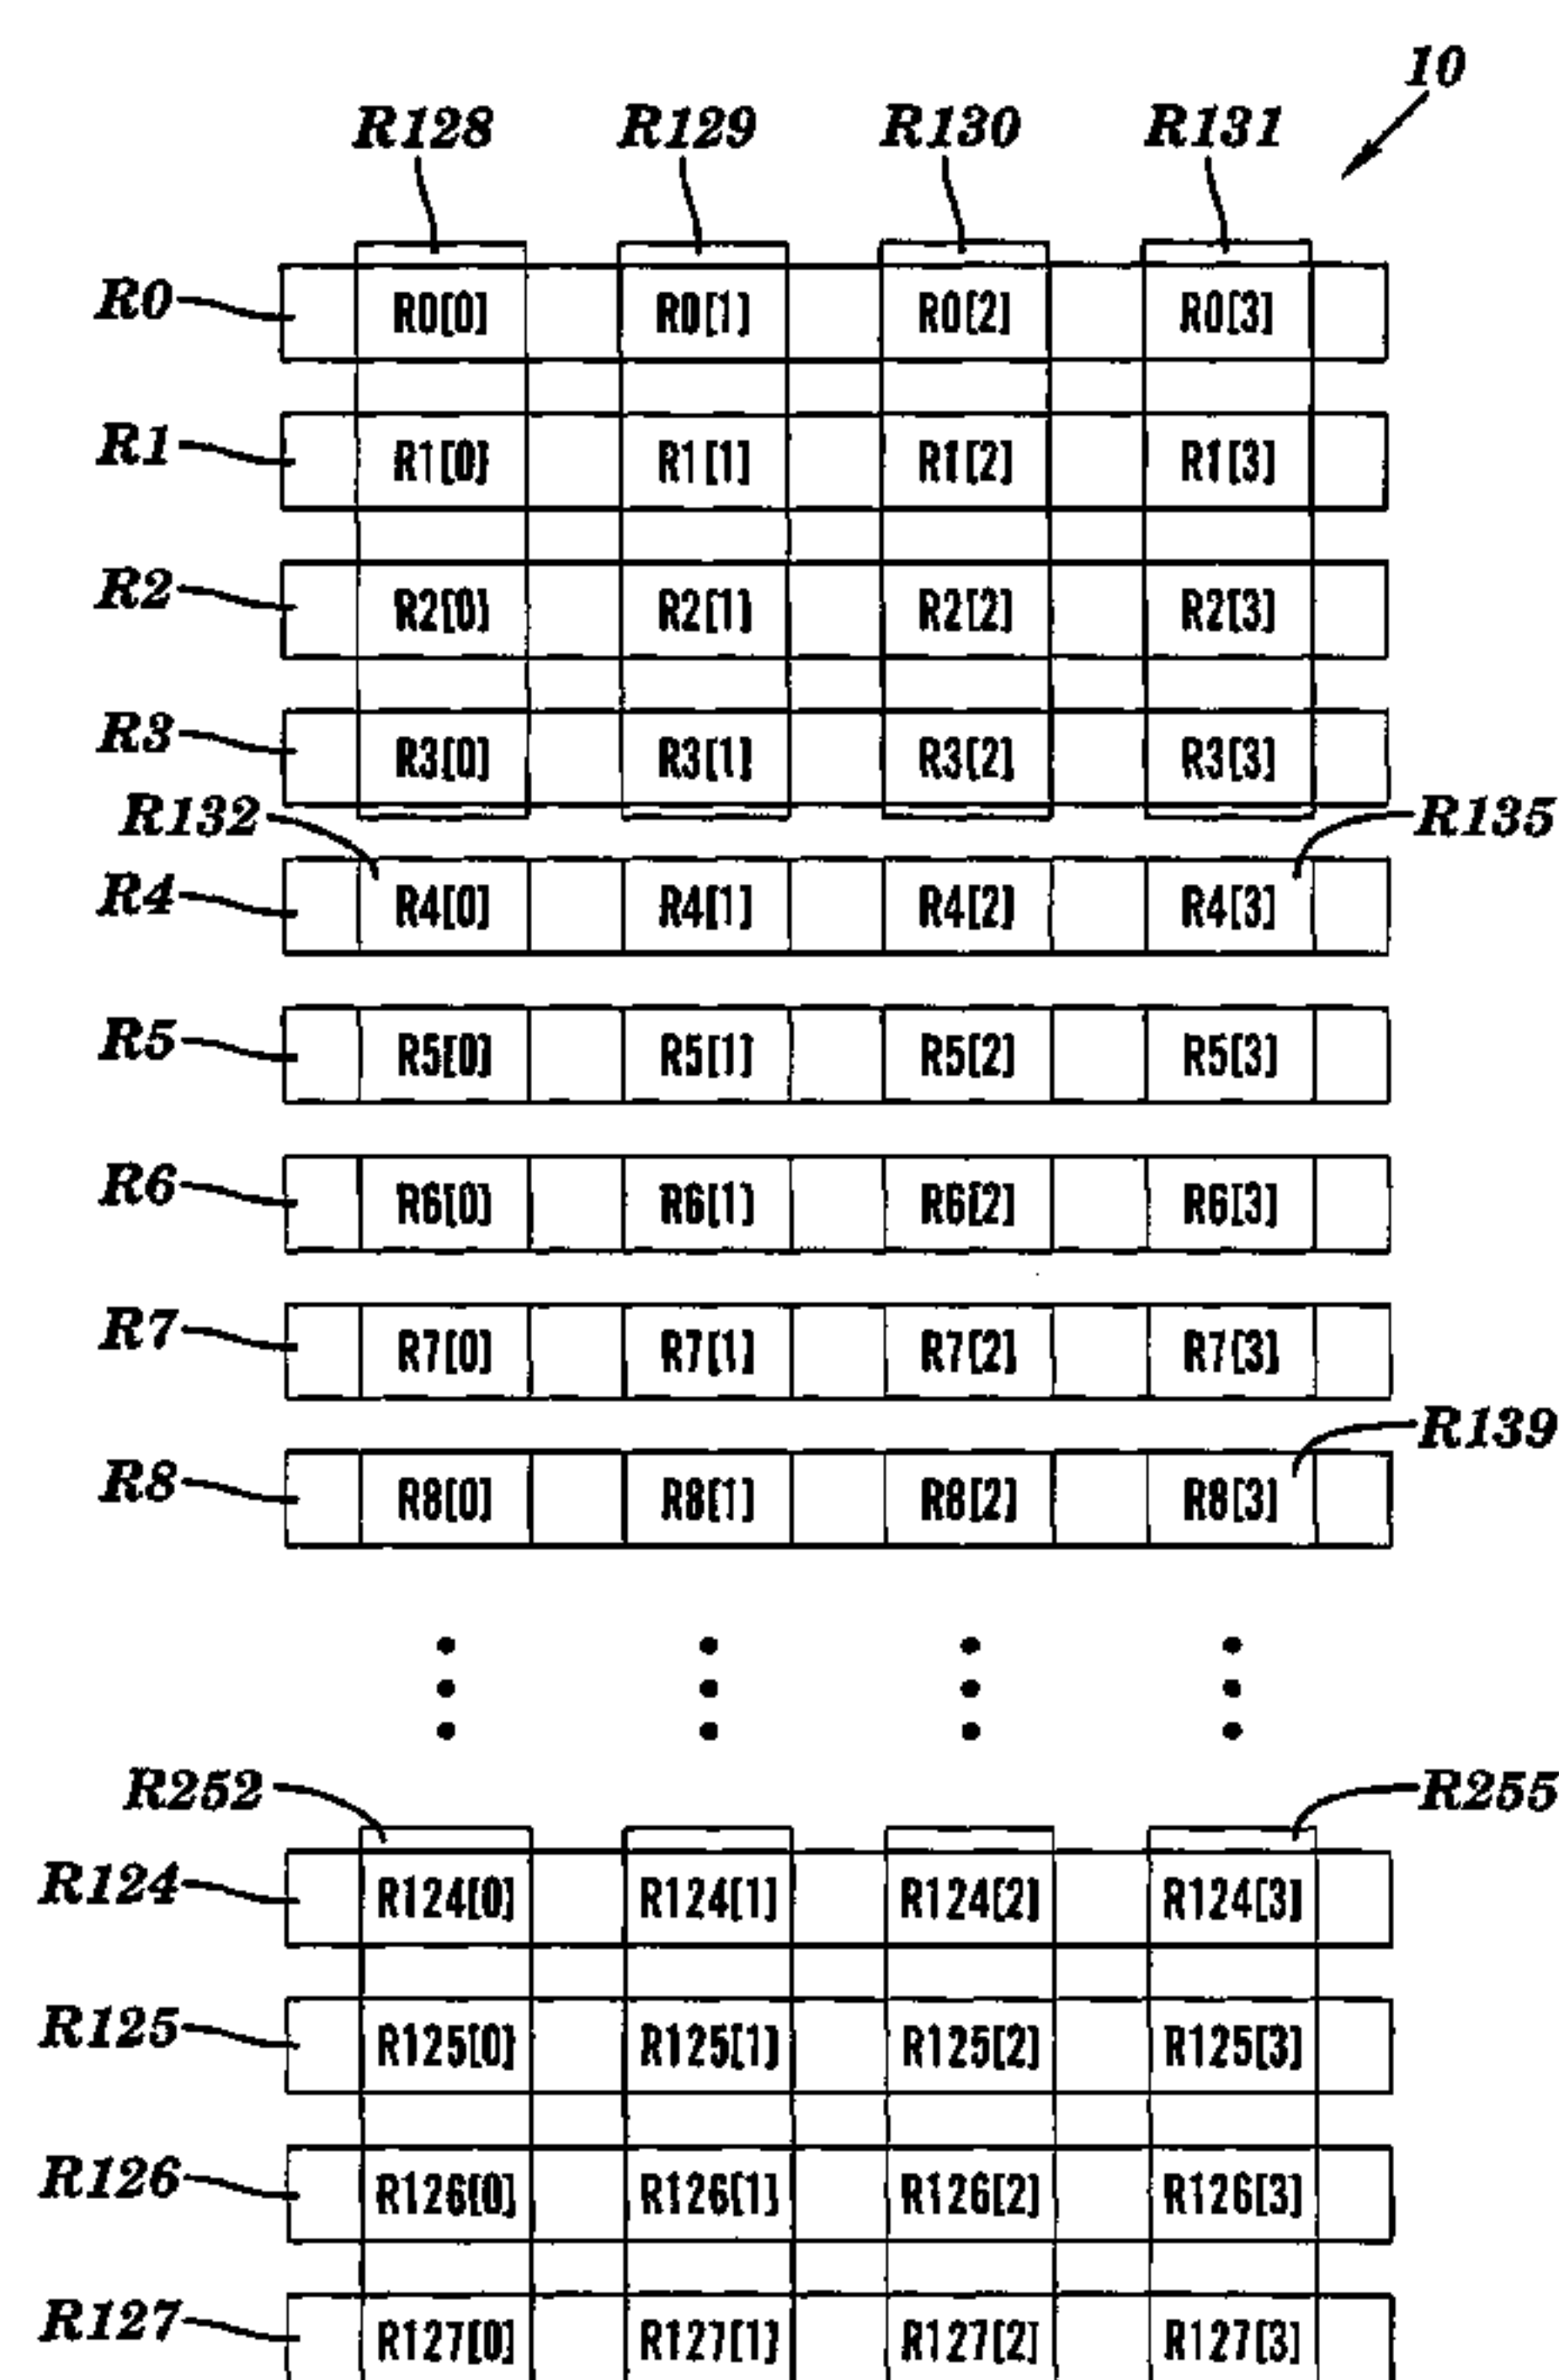 10
R128 R129 R130 R131
R0 R0[0] R0[1] R0[2] R0[3]
R1 R1[0] R1[1] R1[2] R1[3]
R2 R2[0] R2[1] R2[2] R2[3]
R3 R3[0] R3[1] R3[2] R3[3]
R132 R135
R4 R4[0] R4[1] R4[2] R4[3]
R5 R5[0] R5[1] R5[2] R5[3]
R6 R6[0] R6[1] R6[2] R6[3]
R7 R7[0] R7[1] R7[2] R7[3]
R139
R8 R8[0] R8[1] R8[2] R8[3]
R252 R255
R124 R124[0] R124[1] R124[2] R124[3]
R125 R125[0] R125[1] R125[2] R125[3]
R126 R126[0] R126[1] R126[2] R126[3]
R127 R127[0] R127[1] R127[2] R127[3]